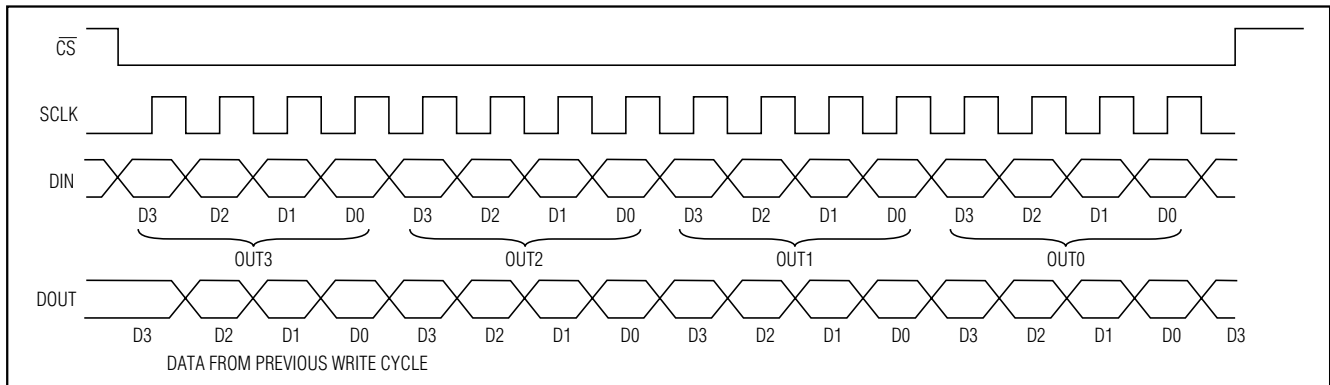 C̅S̅
SCLK
DIN
D3 D2 D1 D0 D3 D2 D1 D0 D3 D2 D1 D0 D3 D2 D1 D0
OUT3 OUT2 OUT1 OUT0
DOUT
D3 D2 D1 D0 D3 D2 D1 D0 D3 D2 D1 D0 D3 D2 D1 D0 D3
DATA FROM PREVIOUS WRITE CYCLE